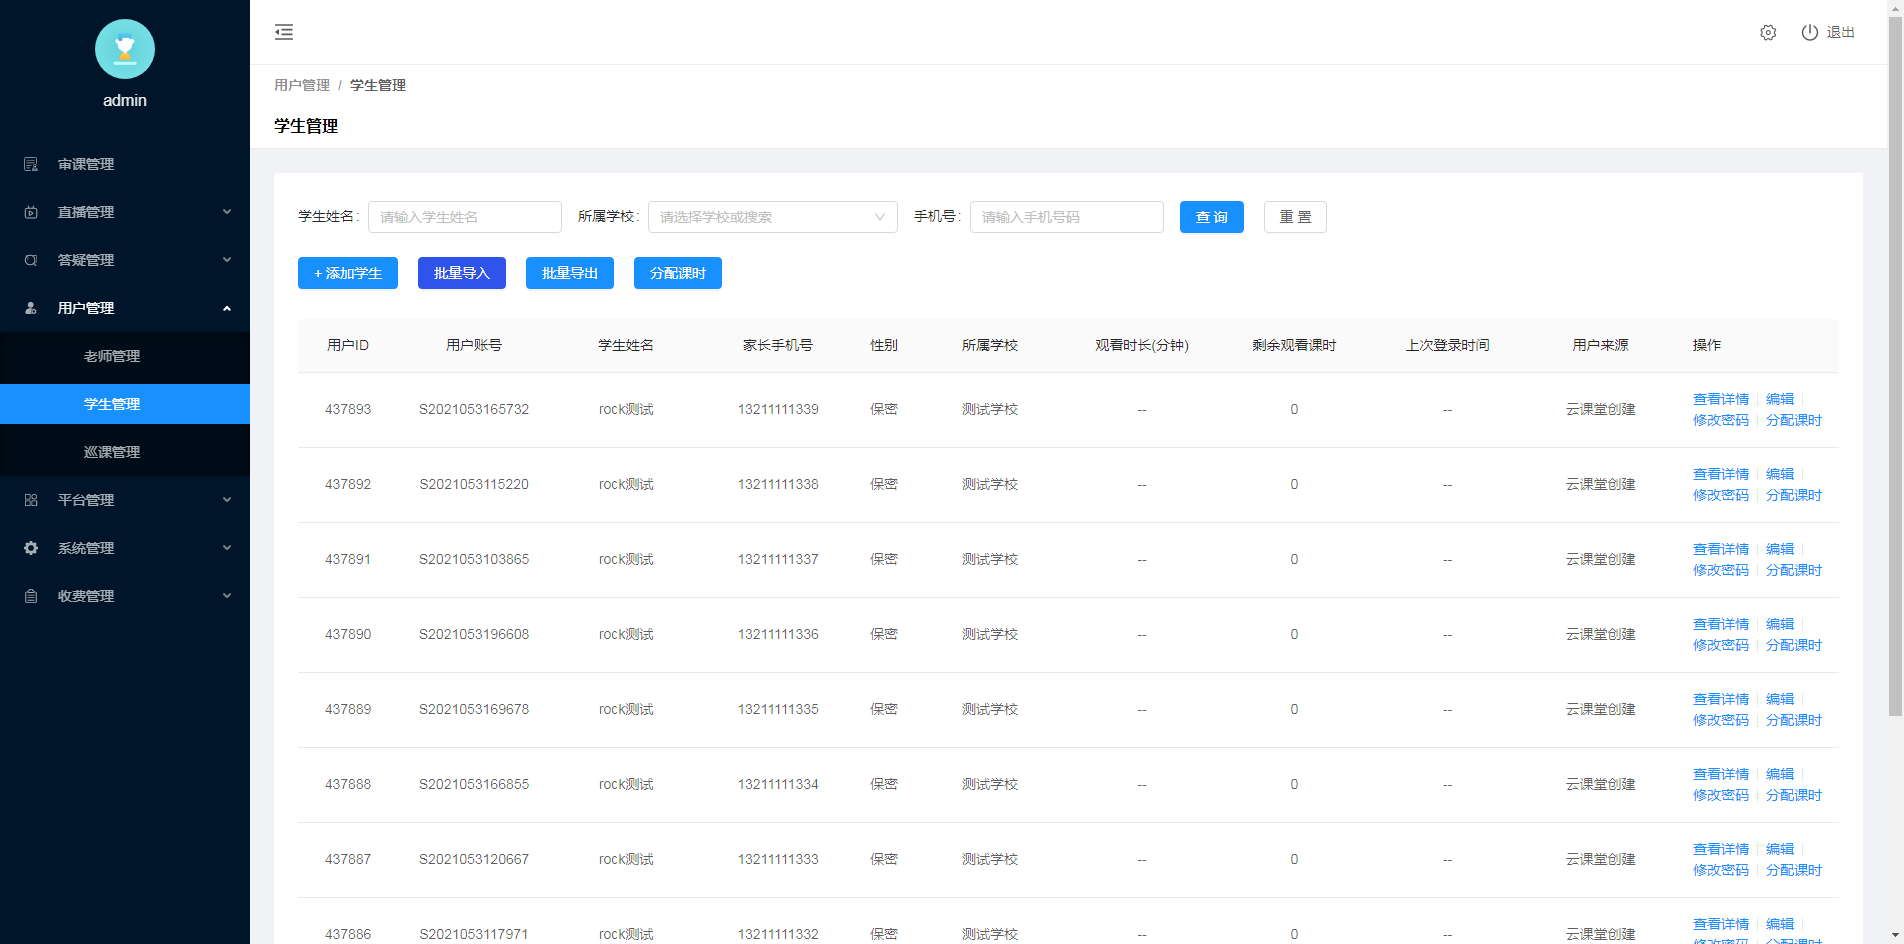 admin
审课管理
直播管理
答疑管理
用户管理
老师管理
学生管理
巡课管理
平台管理
系统管理
收费管理
退出
用户管理 / 学生管理
学生管理
学生姓名: 请输入学生姓名 所属学校: 请选择学校或搜索 手机号: 请输入手机号码 查 询 重 置
+ 添加学生 批量导入 批量导出 分配课时
用户ID 用户账号 学生姓名 家长手机号 性别 所属学校 观看时长(分钟) 剩余观看课时 上次登录时间 用户来源 操作
437893 S2021053165732 rock测试 13211111339 保密 测试学校 -- 0 -- 云课堂创建 查看详情 编辑
修改密码 分配课时
437892 S2021053115220 rock测试 13211111338 保密 测试学校 -- 0 -- 云课堂创建 查看详情 编辑
修改密码 分配课时
437891 S2021053103865 rock测试 13211111337 保密 测试学校 -- 0 -- 云课堂创建 查看详情 编辑
修改密码 分配课时
437890 S2021053196608 rock测试 13211111336 保密 测试学校 -- 0 -- 云课堂创建 查看详情 编辑
修改密码 分配课时
437889 S2021053169678 rock测试 13211111335 保密 测试学校 -- 0 -- 云课堂创建 查看详情 编辑
修改密码 分配课时
437888 S2021053166855 rock测试 13211111334 保密 测试学校 -- 0 -- 云课堂创建 查看详情 编辑
修改密码 分配课时
437887 S2021053120667 rock测试 13211111333 保密 测试学校 -- 0 -- 云课堂创建 查看详情 编辑
修改密码 分配课时
437886 S2021053117971 rock测试 13211111332 保密 测试学校 -- 0 -- 云课堂创建 查看详情 编辑